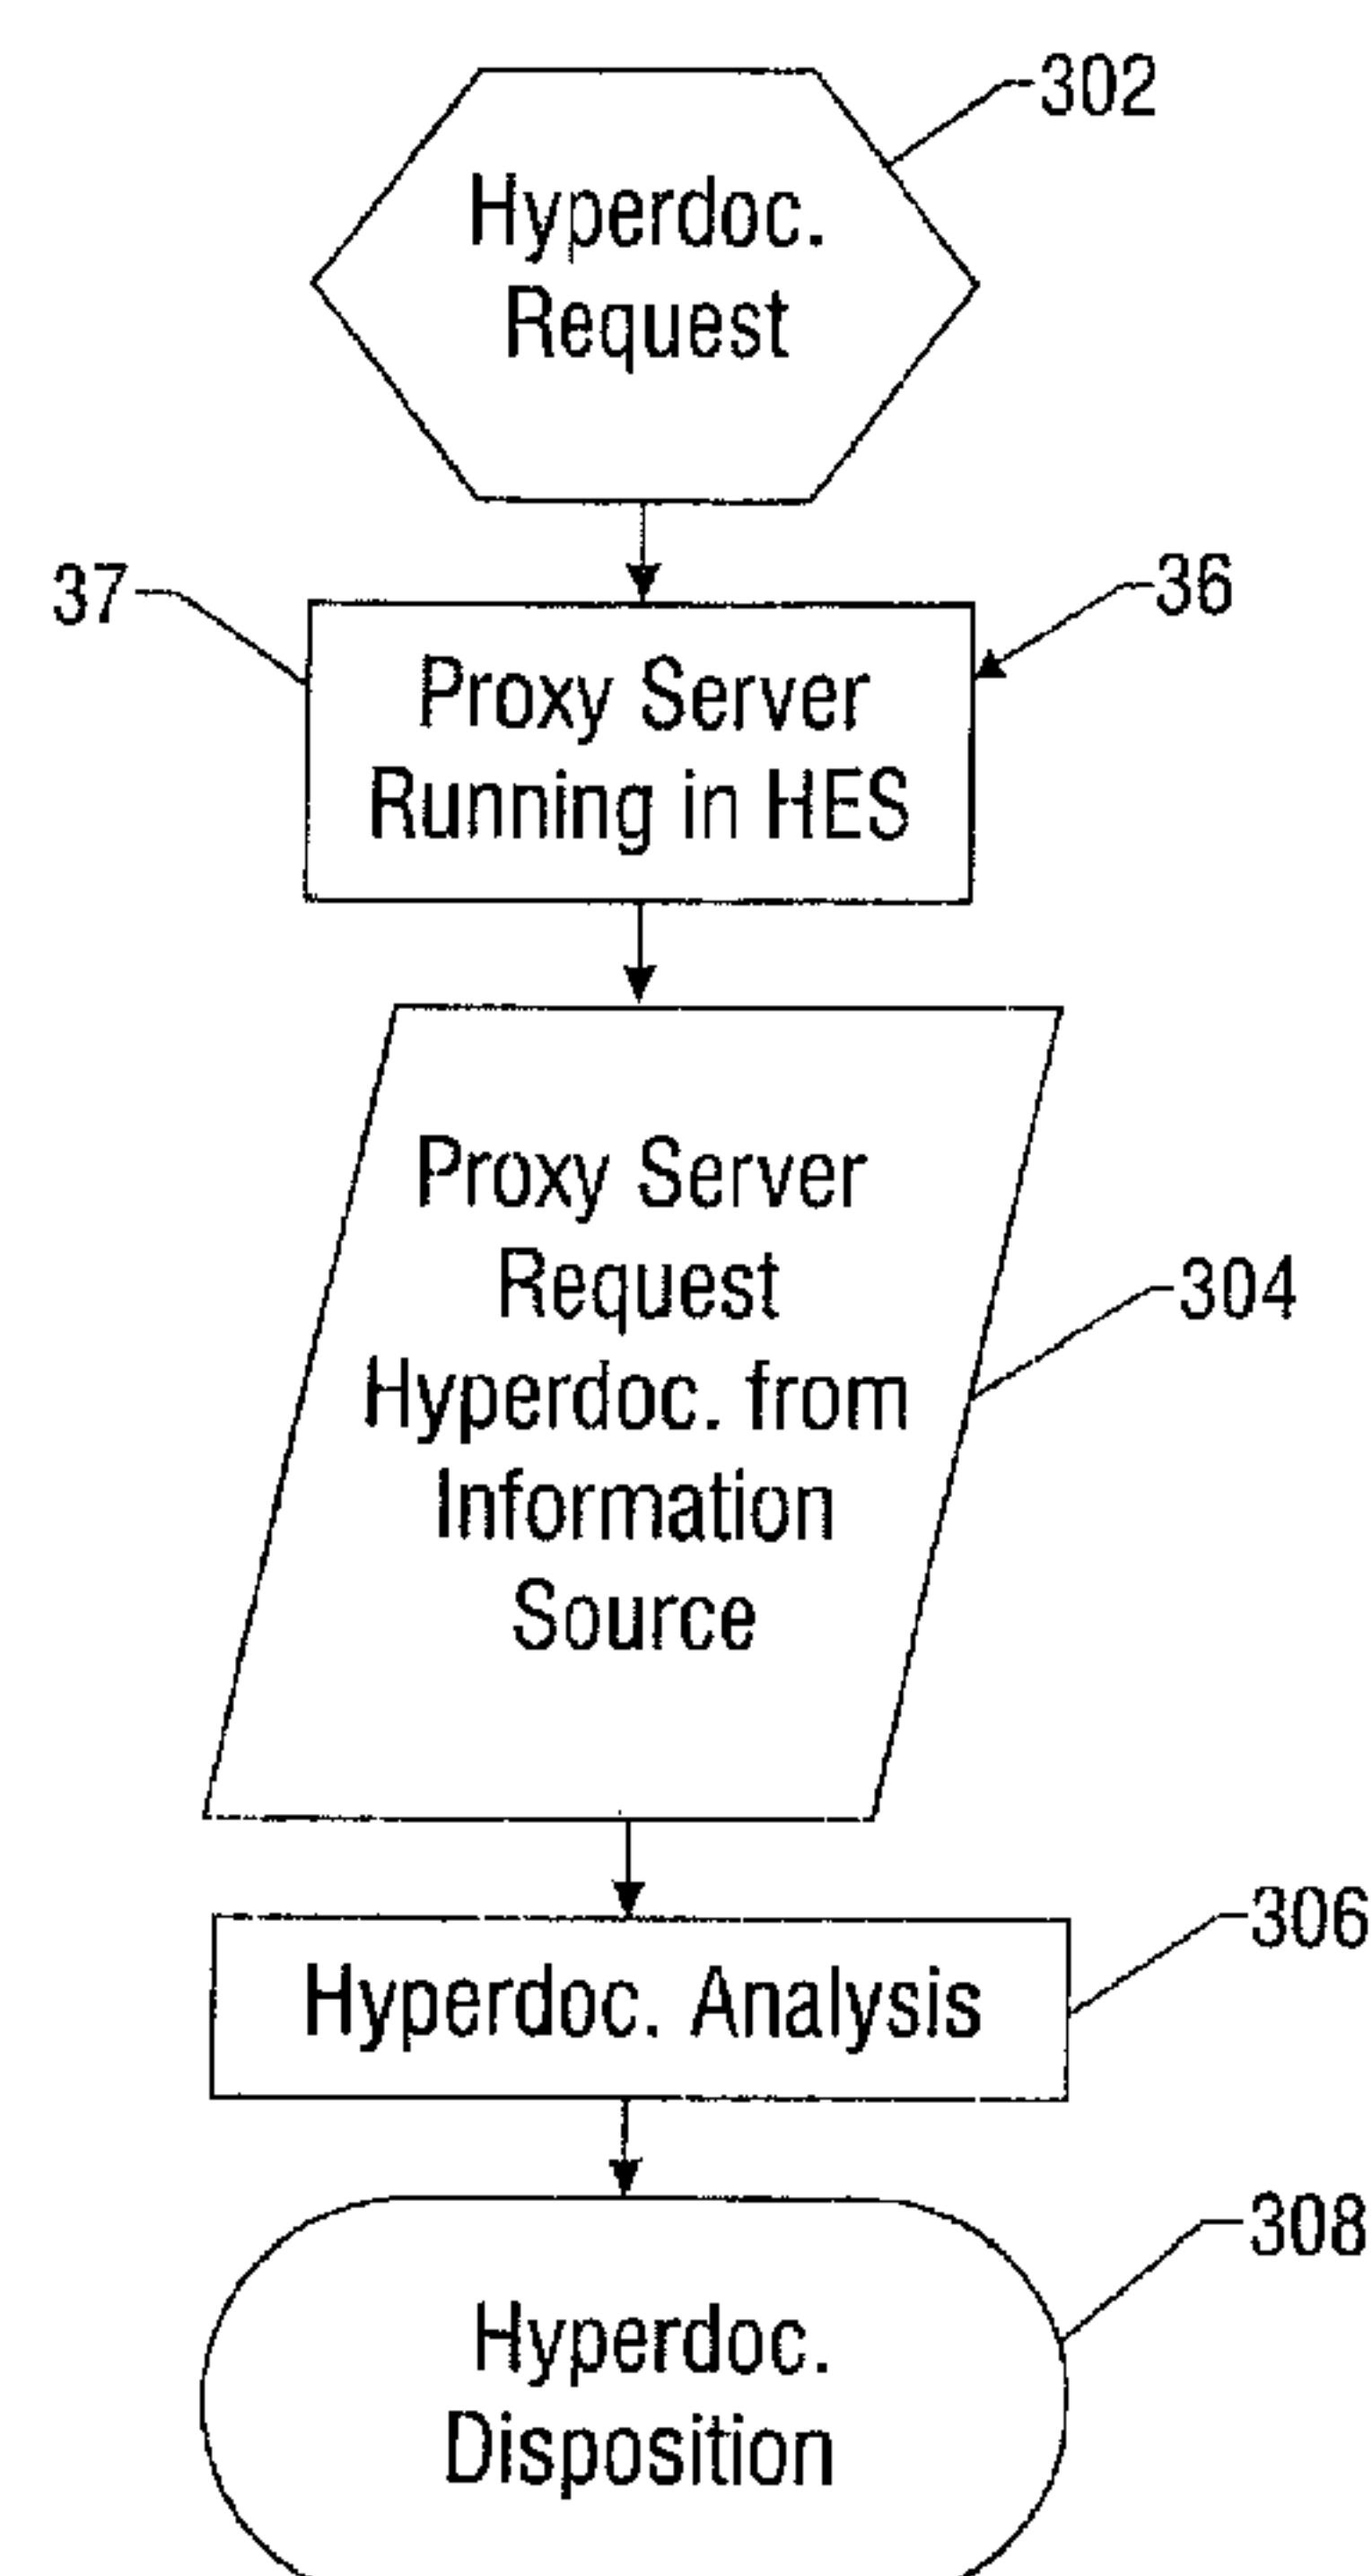 302
Hyperdoc.
Request
37
36
Proxy Server
Running in HES
Proxy Server
Request
Hyperdoc. from
Information
Source
304
306
Hyperdoc. Analysis
308
Hyperdoc.
Disposition